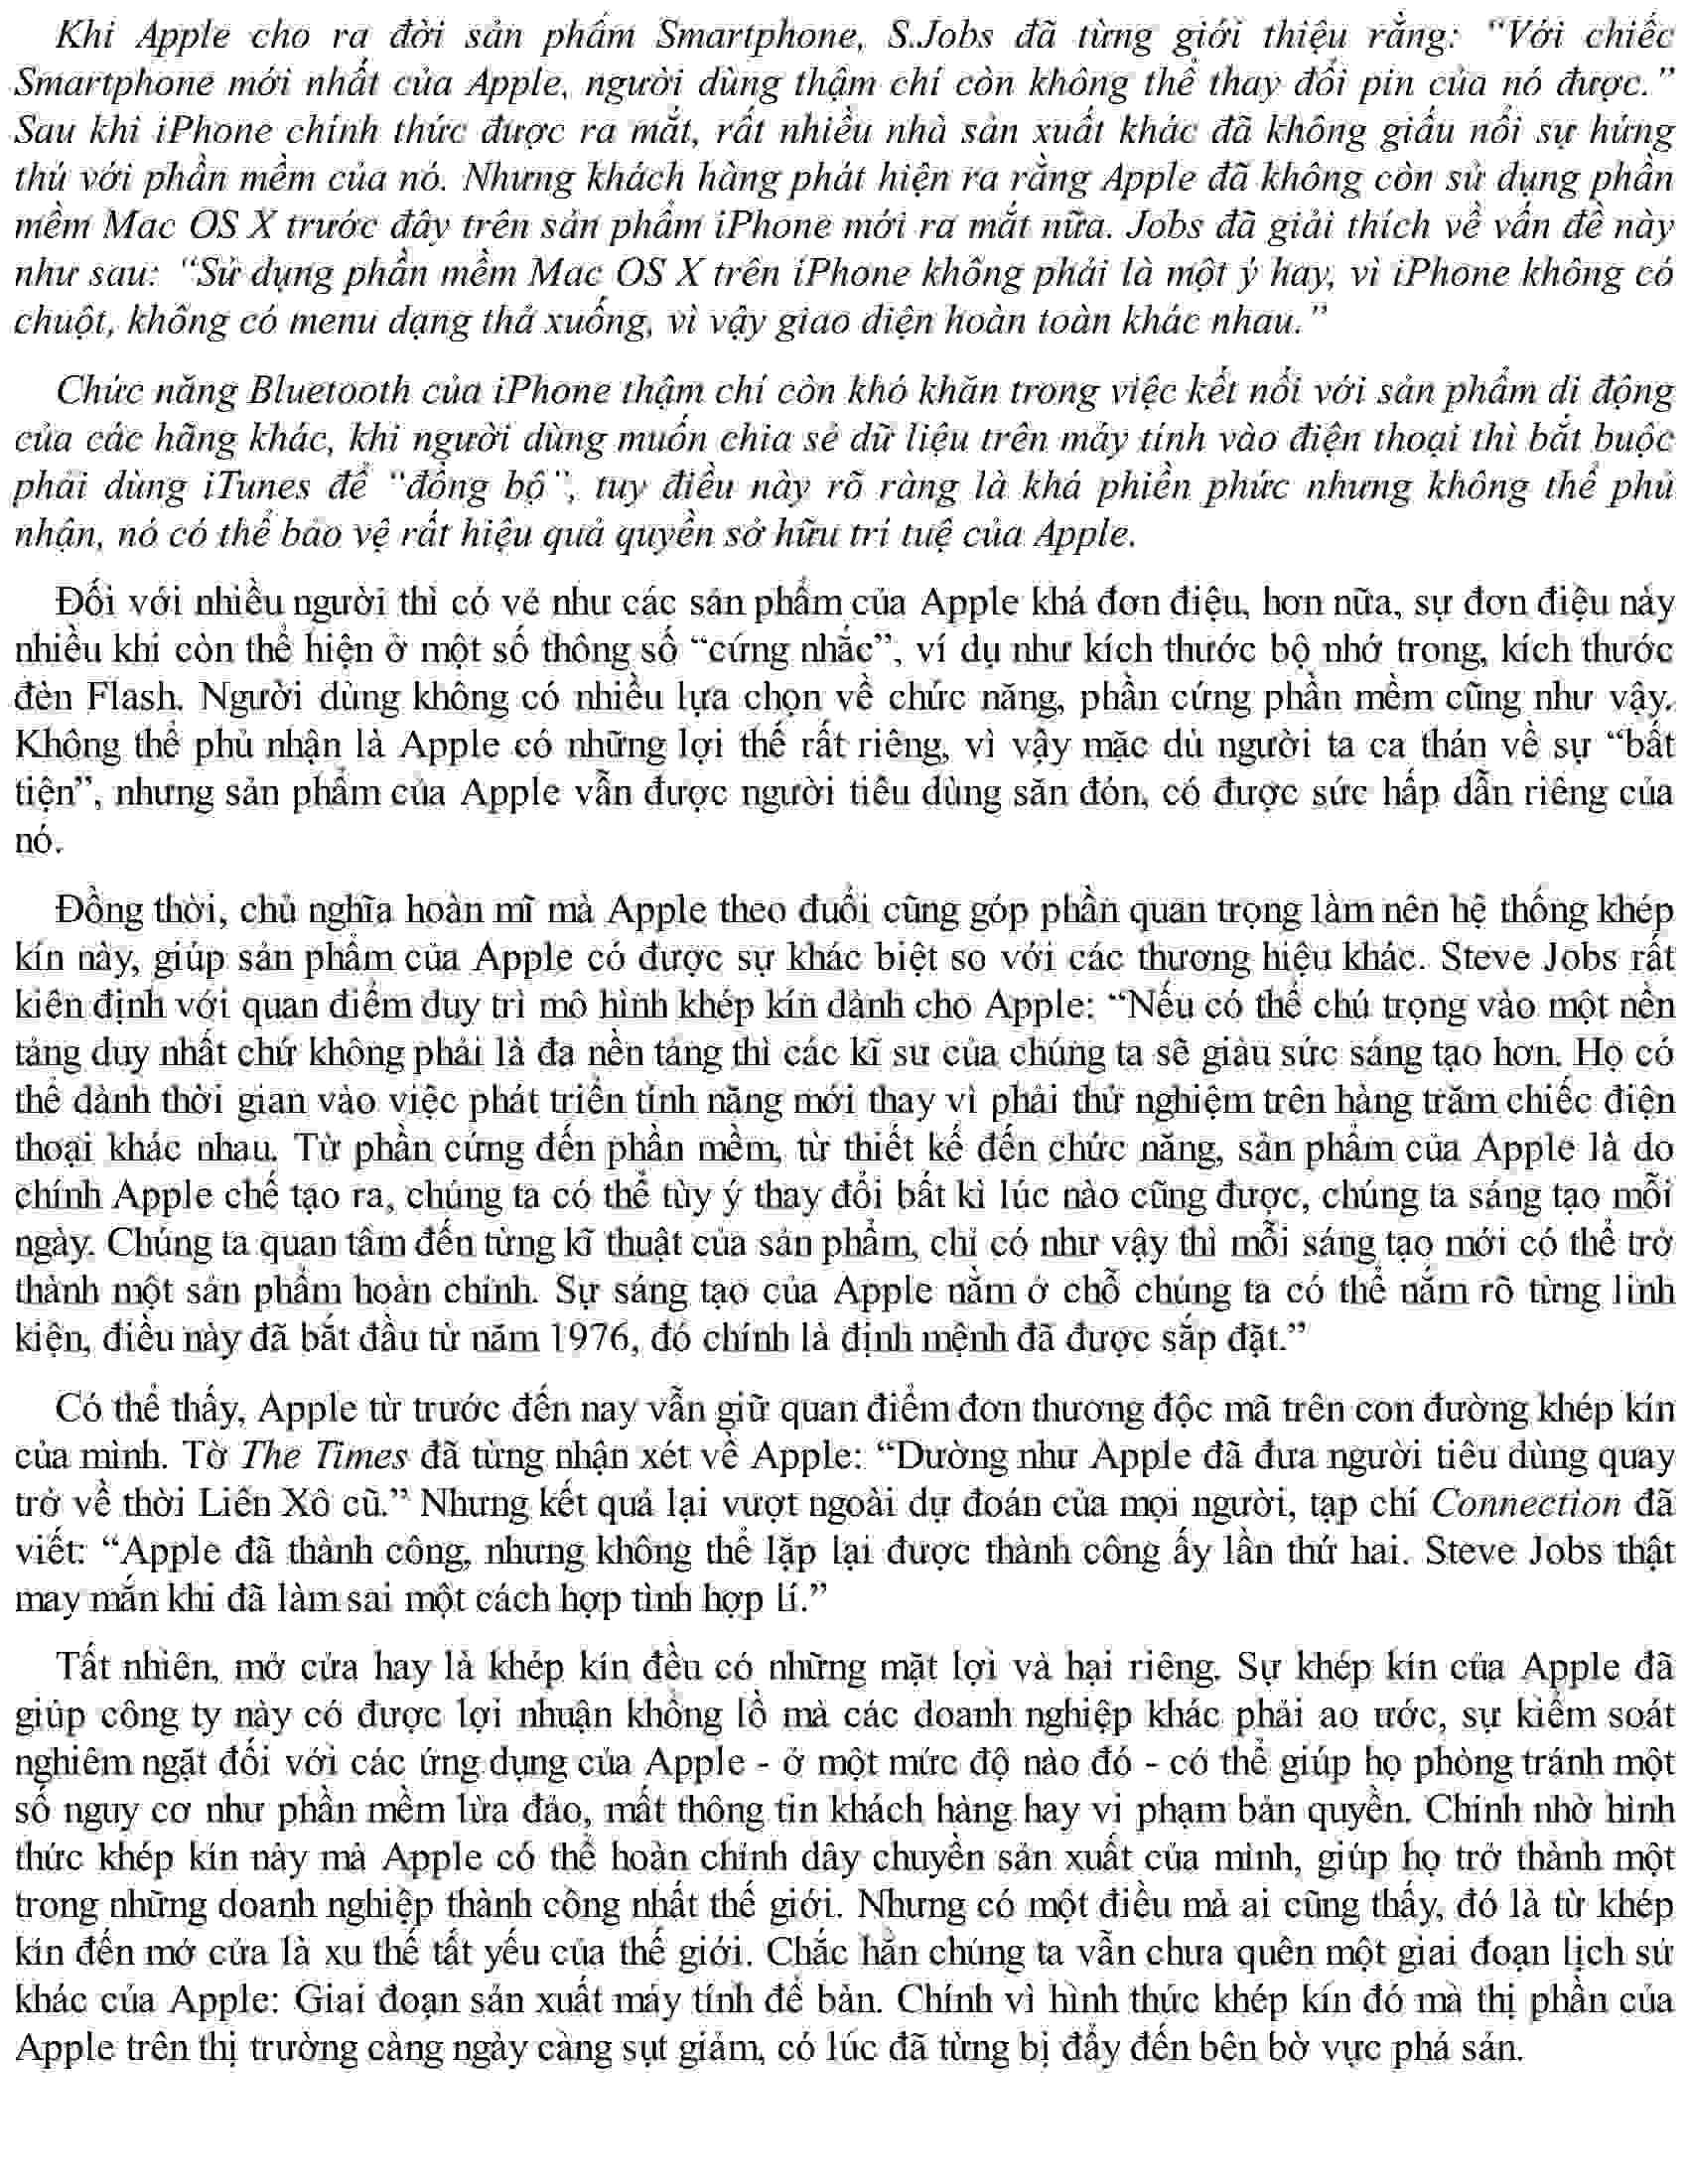 Khi Apple cho ra đời sản phẩm Smartphone, S.Jobs đã từng giới thiệu rằng: “Với chiếc
Smartphone mới nhất của Apple, người dùng thậm chí còn không thể thay đổi pin của nó được.”
Sau khi iPhone chính thức được ra mắt, rất nhiều nhà sản xuất khác đã không giấu nổi sự hứng
thú với phần mềm của nó. Nhưng khách hàng phát hiện ra rằng Apple đã không còn sử dụng phần
mềm Mac OS X trước đây trên sản phẩm iPhone mới ra mắt nữa. Jobs đã giải thích về vấn đề này
như sau: “Sử dụng phần mềm Mac OS X trên iPhone không phải là một ý hay, vì iPhone không có
chuột, không có menu dạng thả xuống, vì vậy giao diện hoàn toàn khác nhau.”
Chức năng Bluetooth của iPhone thậm chí còn khó khăn trong việc kết nối với sản phẩm di động
của các hãng khác, khi người dùng muốn chia sẻ dữ liệu trên máy tính vào điện thoại thì bắt buộc
phải dùng iTunes để “đồng bộ”, tuy điều này rõ ràng là khá phiền phức nhưng không thể phủ
nhận, nó có thể bảo vệ rất hiệu quả quyền sở hữu trí tuệ của Apple.
Đối với nhiều người thì có vẻ như các sản phẩm của Apple khá đơn điệu, hơn nữa, sự đơn điệu này
nhiều khi còn thể hiện ở một số thông số “cứng nhắc”, ví dụ như kích thước bộ nhớ trong, kích thước
đèn Flash. Người dùng không có nhiều lựa chọn về chức năng, phần cứng phần mềm cũng như vậy.
Không thể phủ nhận là Apple có những lợi thế rất riêng, vì vậy mặc dù người ta ca thán về sự “bất
tiện”, nhưng sản phẩm của Apple vẫn được người tiêu dùng săn đón, có được sức hấp dẫn riêng của
nó.
Đồng thời, chủ nghĩa hoàn mĩ mà Apple theo đuổi cũng góp phần quan trọng làm nên hệ thống khép
kín này, giúp sản phẩm của Apple có được sự khác biệt so với các thương hiệu khác. Steve Jobs rất
kiên định với quan điểm duy trì mô hình khép kín dành cho Apple: “Nếu có thể chú trọng vào một nền
tảng duy nhất chứ không phải là đa nền tảng thì các kĩ sư của chúng ta sẽ giàu sức sáng tạo hơn. Họ có
thể dành thời gian vào việc phát triển tính năng mới thay vì phải thử nghiệm trên hàng trăm chiếc điện
thoại khác nhau. Từ phần cứng đến phần mềm, từ thiết kế đến chức năng, sản phẩm của Apple là do
chính Apple chế tạo ra, chúng ta có thể tùy ý thay đổi bất kì lúc nào cũng được, chúng ta sáng tạo mỗi
ngày. Chúng ta quan tâm đến từng kĩ thuật của sản phẩm, chỉ có như vậy thì mỗi sáng tạo mới có thể trở
thành một sản phẩm hoàn chỉnh. Sự sáng tạo của Apple nằm ở chỗ chúng ta có thể nắm rõ từng linh
kiện, điều này đã bắt đầu từ năm 1976, đó chính là định mệnh đã được sắp đặt.”
Có thể thấy, Apple từ trước đến nay vẫn giữ quan điểm đơn thương độc mã trên con đường khép kín
của mình. Tờ The Times đã từng nhận xét về Apple: “Dường như Apple đã đưa người tiêu dùng quay
trở về thời Liên Xô cũ.” Nhưng kết quả lại vượt ngoài dự đoán của mọi người, tạp chí Connection đã
viết: “Apple đã thành công, nhưng không thể lặp lại được thành công ấy lần thứ hai. Steve Jobs thật
may mắn khi đã làm sai một cách hợp tình hợp lí.”
Tất nhiên, mở cửa hay là khép kín đều có những mặt lợi và hại riêng. Sự khép kín của Apple đã
giúp công ty này có được lợi nhuận khổng lồ mà các doanh nghiệp khác phải ao ước, sự kiểm soát
nghiêm ngặt đối với các ứng dụng của Apple - ở một mức độ nào đó - có thể giúp họ phòng tránh một
số nguy cơ như phần mềm lừa đảo, mất thông tin khách hàng hay vi phạm bản quyền. Chính nhờ hình
thức khép kín này mà Apple có thể hoàn chỉnh dây chuyền sản xuất của mình, giúp họ trở thành một
trong những doanh nghiệp thành công nhất thế giới. Nhưng có một điều mà ai cũng thấy, đó là từ khép
kín đến mở cửa là xu thế tất yếu của thế giới. Chắc hẳn chúng ta vẫn chưa quên một giai đoạn lịch sử
khác của Apple: Giai đoạn sản xuất máy tính để bàn. Chính vì hình thức khép kín đó mà thị phần của
Apple trên thị trường càng ngày càng sụt giảm, có lúc đã từng bị đẩy đến bên bờ vực phá sản.